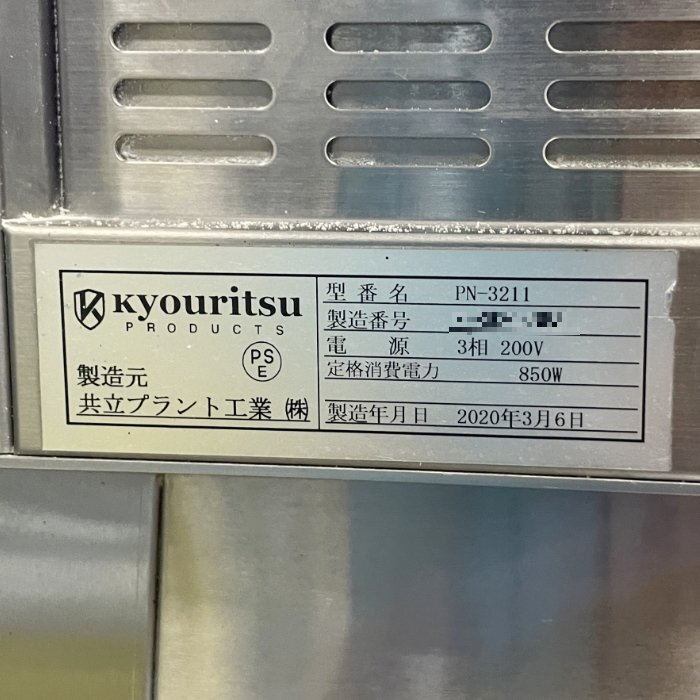 Kyouritsu
PRODUCTS
PS
E
製造元
共立プラント工業 ㈱
型番名 PN-3211
製造番号
電源 3相 200V
定格消費電力 850W
製造年月日 2020年3月6日